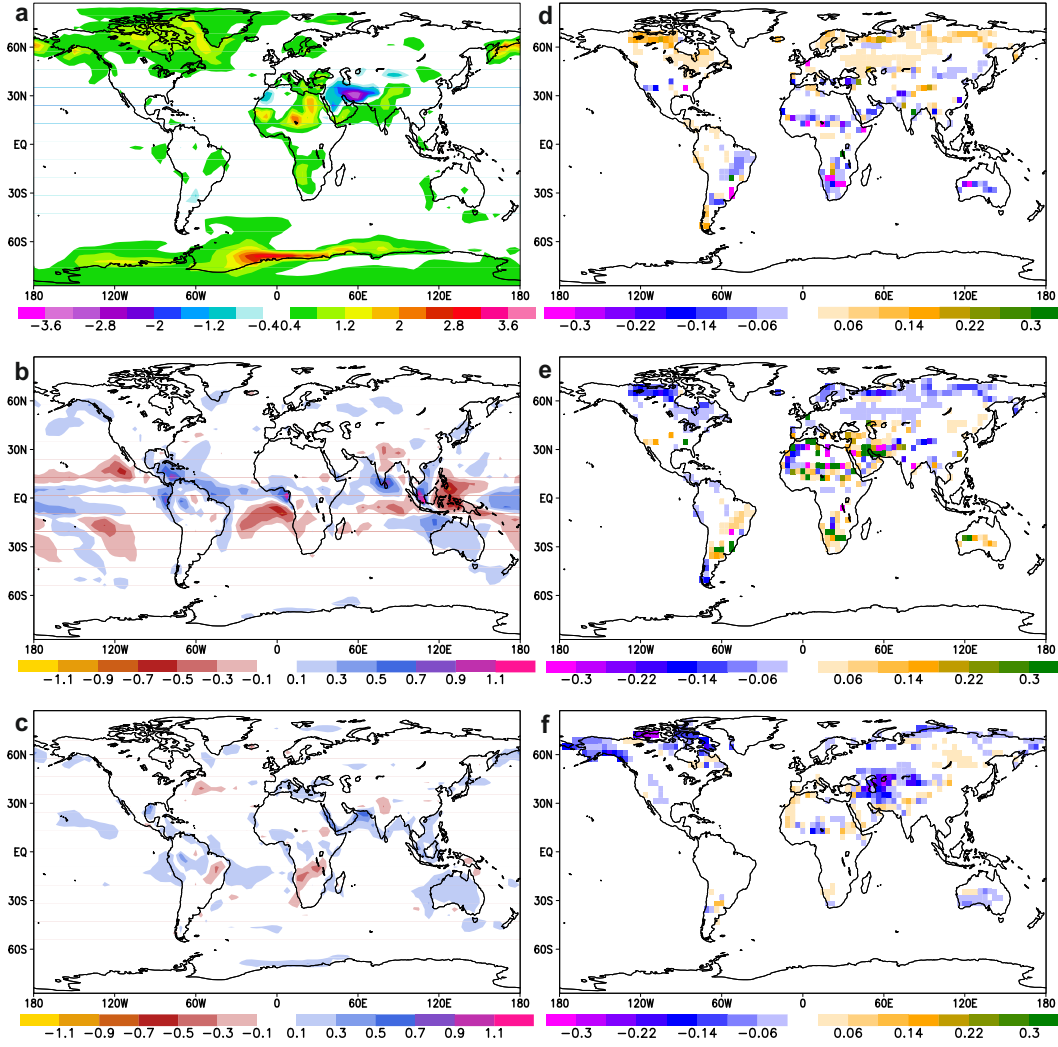 a
60N
30N
EQ
30S
60S
180 120W 60W 0 60E 120E 180
−3.6 −2.8 −2 −1.2 −0.4 0.4 1.2 2 2.8 3.6
d
60N
30N
EQ
30S
60S
180 120W 60W 0 60E 120E 180
−0.3 −0.22 −0.14 −0.06 0.06 0.14 0.22 0.3
b
60N
30N
EQ
30S
60S
180 120W 60W 0 60E 120E 180
−1.1 −0.9 −0.7 −0.5 −0.3 −0.1 0.1 0.3 0.5 0.7 0.9 1.1
e
60N
30N
EQ
30S
60S
180 120W 60W 0 60E 120E 180
−0.3 −0.22 −0.14 −0.06 0.06 0.14 0.22 0.3
c
60N
30N
EQ
30S
60S
180 120W 60W 0 60E 120E 180
−1.1 −0.9 −0.7 −0.5 −0.3 −0.1 0.1 0.3 0.5 0.7 0.9 1.1
f
60N
30N
EQ
30S
60S
180 120W 60W 0 60E 120E 180
−0.3 −0.22 −0.14 −0.06 0.06 0.14 0.22 0.3